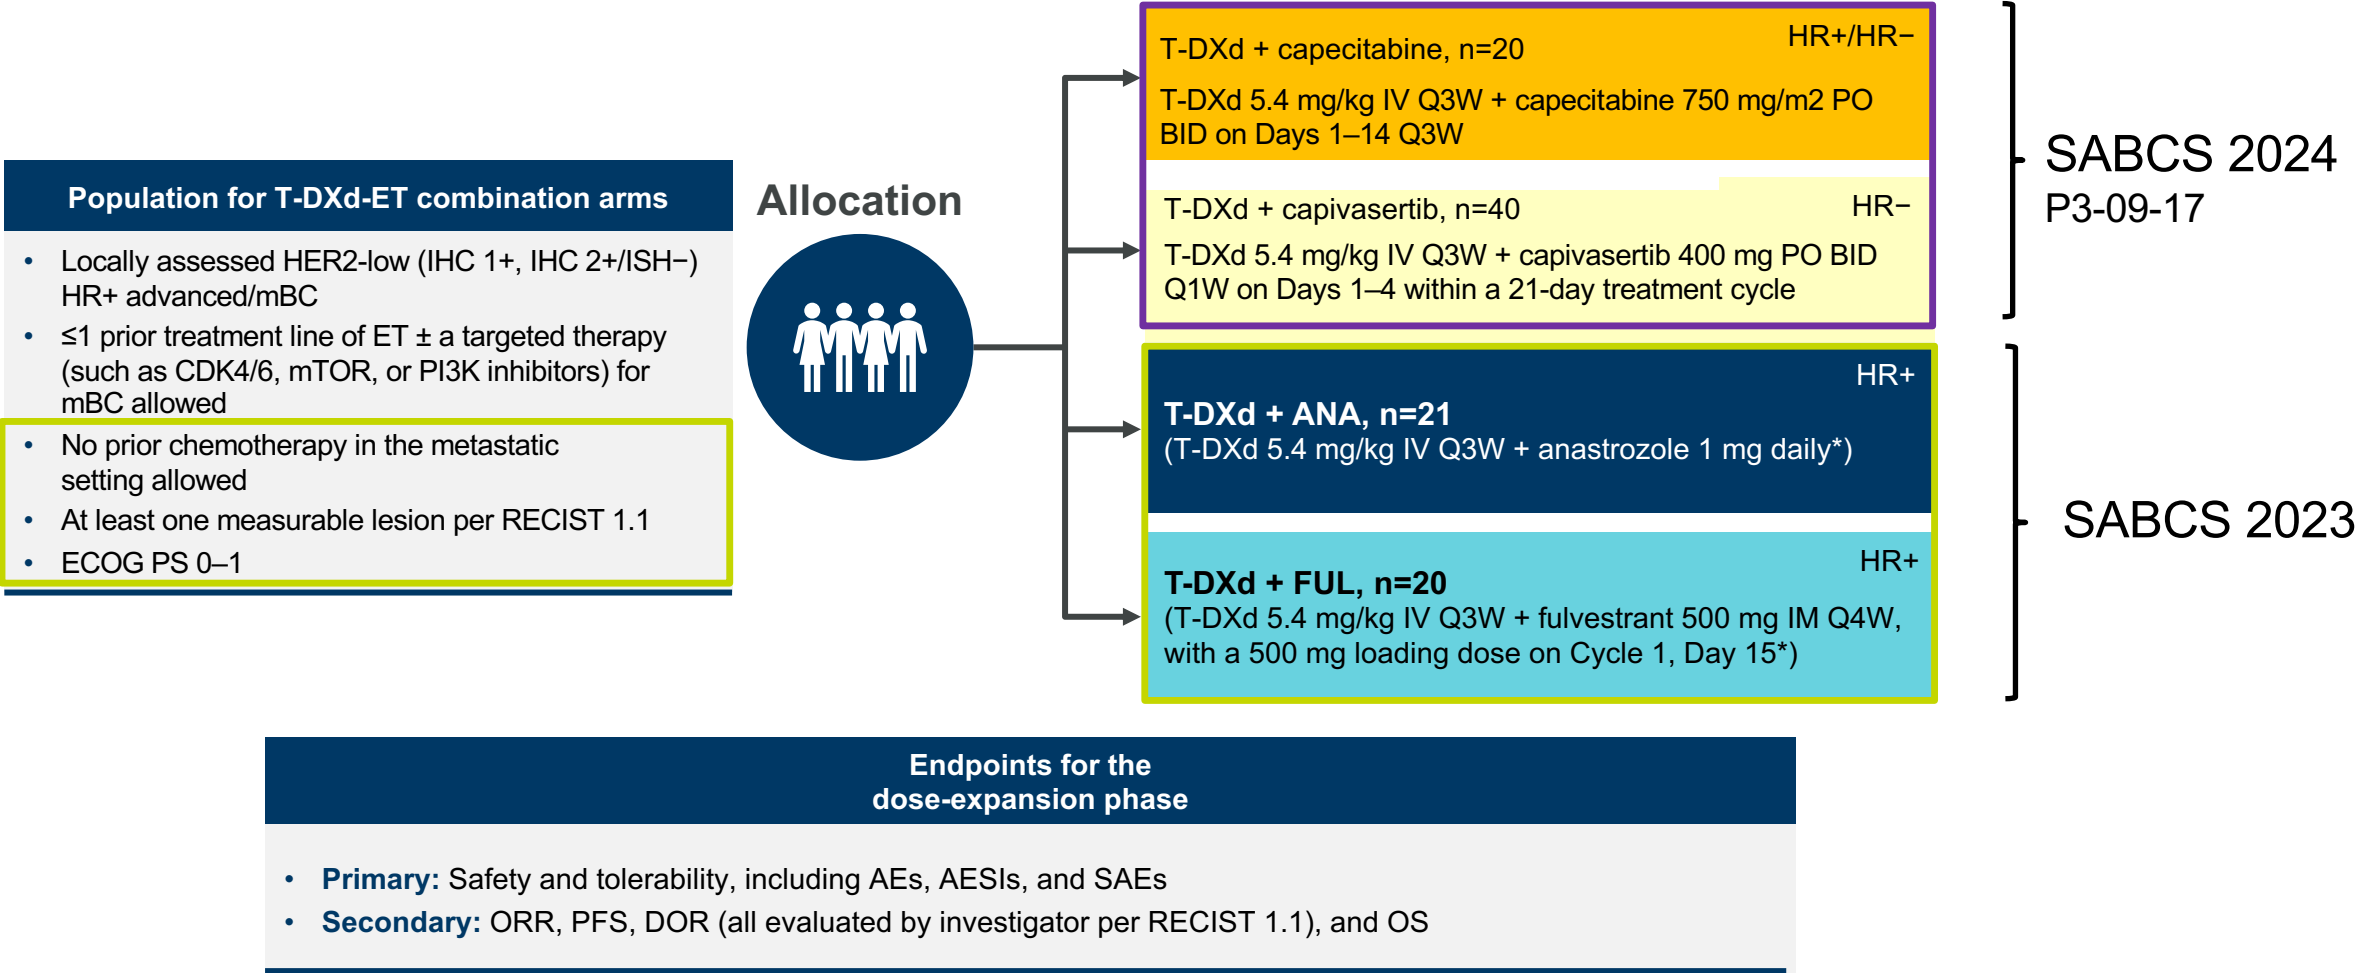 Population for T-DXd-ET combination arms
• Locally assessed HER2-low (IHC 1+, IHC 2+/ISH−)
HR+ advanced/mBC
• ≤1 prior treatment line of ET ± a targeted therapy
(such as CDK4/6, mTOR, or PI3K inhibitors) for
mBC allowed
• No prior chemotherapy in the metastatic
setting allowed
• At least one measurable lesion per RECIST 1.1
• ECOG PS 0–1
Allocation
T-DXd + capecitabine, n=20
HR+/HR−
T-DXd 5.4 mg/kg IV Q3W + capecitabine 750 mg/m2 PO
BID on Days 1–14 Q3W
T-DXd + capivasertib, n=40
HR−
T-DXd 5.4 mg/kg IV Q3W + capivasertib 400 mg PO BID
Q1W on Days 1–4 within a 21-day treatment cycle
SABCS 2024
P3-09-17
HR+
T-DXd + ANA, n=21
(T-DXd 5.4 mg/kg IV Q3W + anastrozole 1 mg daily*)
HR+
T-DXd + FUL, n=20
(T-DXd 5.4 mg/kg IV Q3W + fulvestrant 500 mg IM Q4W,
with a 500 mg loading dose on Cycle 1, Day 15*)
SABCS 2023
Endpoints for the
dose-expansion phase
• Primary: Safety and tolerability, including AEs, AESIs, and SAEs
• Secondary: ORR, PFS, DOR (all evaluated by investigator per RECIST 1.1), and OS